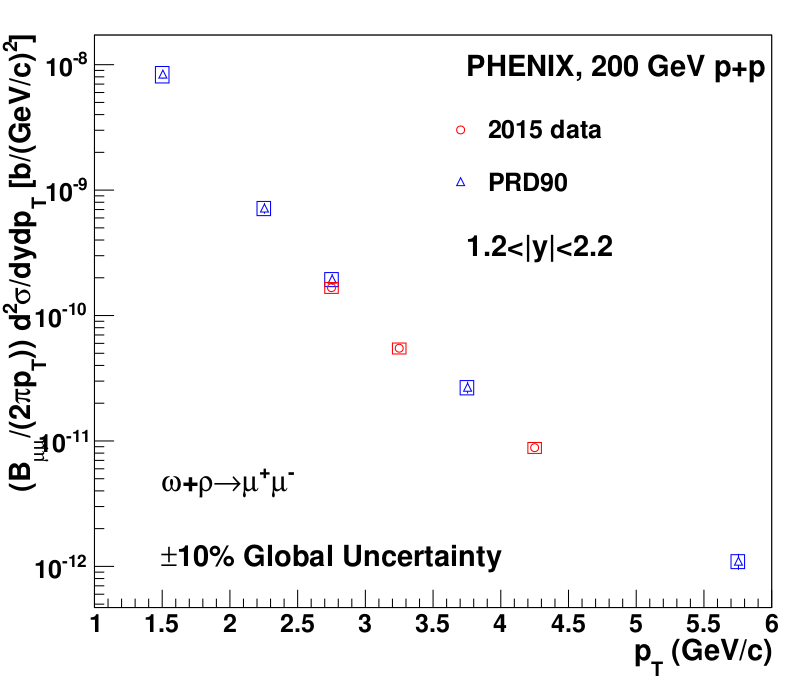 PHENIX, 200 GeV p+p
2015 data
PRD90
1.2<|y|<2.2
ω+ρ→μ⁺μ⁻
±10% Global Uncertainty
(B_μμ/(2πp_T)) d²σ/dydp_T [b/(GeV/c)²]
10⁻⁸
10⁻⁹
10⁻¹⁰
10⁻¹¹
10⁻¹²
1 1.5 2 2.5 3 3.5 4 4.5 5 5.5 6
p_T (GeV/c)